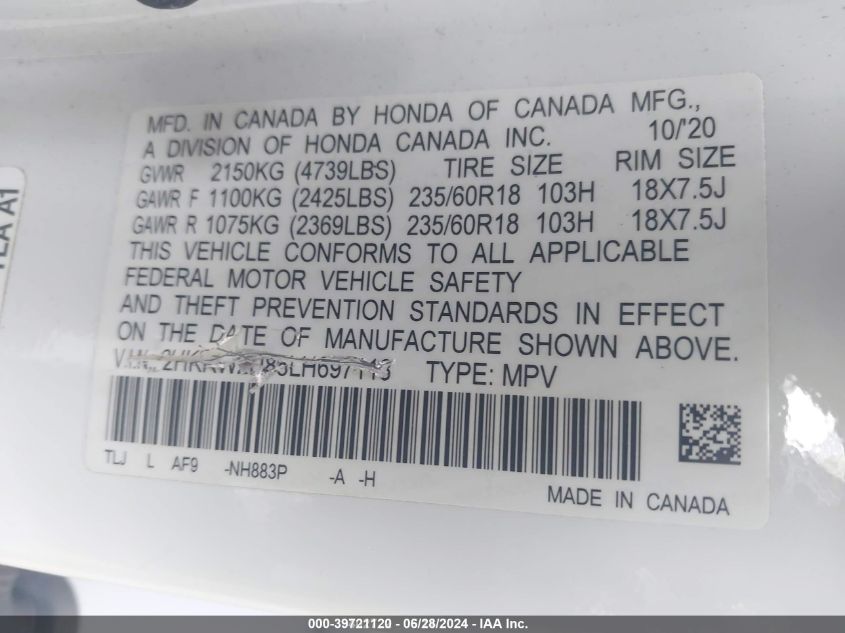 MFD. IN CANADA BY HONDA OF CANADA MFG.,
A DIVISION OF HONDA CANADA INC. 10/'20
GVWR 2150KG (4739LBS) TIRE SIZE RIM SIZE
GAWR F 1100KG (2425LBS) 235/60R18 103H 18X7.5J
GAWR R 1075KG (2369LBS) 235/60R18 103H 18X7.5J
THIS VEHICLE CONFORMS TO ALL APPLICABLE
FEDERAL MOTOR VEHICLE SAFETY
AND THEFT PREVENTION STANDARDS IN EFFECT
ON THE DATE OF MANUFACTURE SHOWN ABOVE.
TYPE: MPV
TLJ L AF9 -NH883P -A -H
MADE IN CANADA
000-39721120 / 06/28/2024 - IAA Inc.